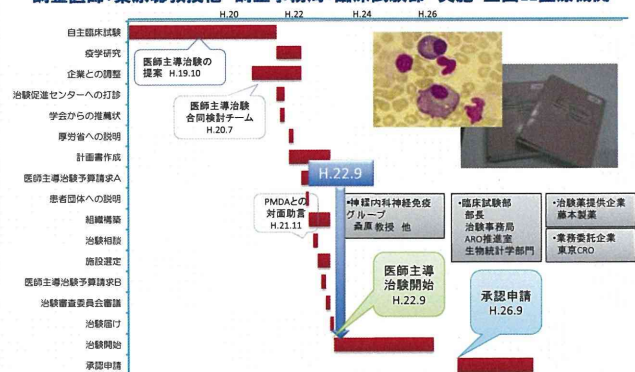 H.20
H.22
H.24
H.26
自主臨床試験
疫学研究
企業との調整
治験促進センターへの打診
学会からの推薦状
厚労省への説明
計画書作成
医師主導治験予算請求A
患者団体への説明
組織構築
治験相談
施設選定
医師主導治験予算請求B
治験審査委員会審議
治験届け
治験開始
承認申請
医師主導治験の
提案 H.19.10
医師主導治験
合同検討チーム
H.20.7
H.22.9
PMDAとの
対面助言
H.21.11
•神経内科神経免疫
グループ
桑原教授 他
•臨床試験部
部長
治験事務局
ARO推進室
生物統計学部門
•治験薬提供企業
藤本製薬
•業務委託企業
東京CRO
医師主導
治験開始
H.22.9
承認申請
H.26.9